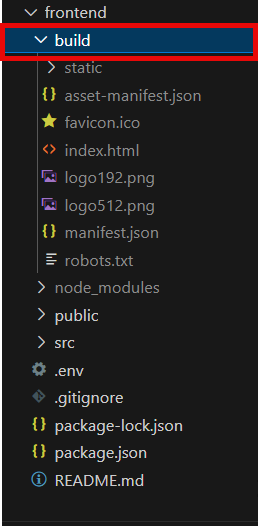 frontend
build
static
asset-manifest.json
favicon.ico
index.html
logo192.png
logo512.png
manifest.json
robots.txt
node_modules
public
src
.env
.gitignore
package-lock.json
package.json
README.md